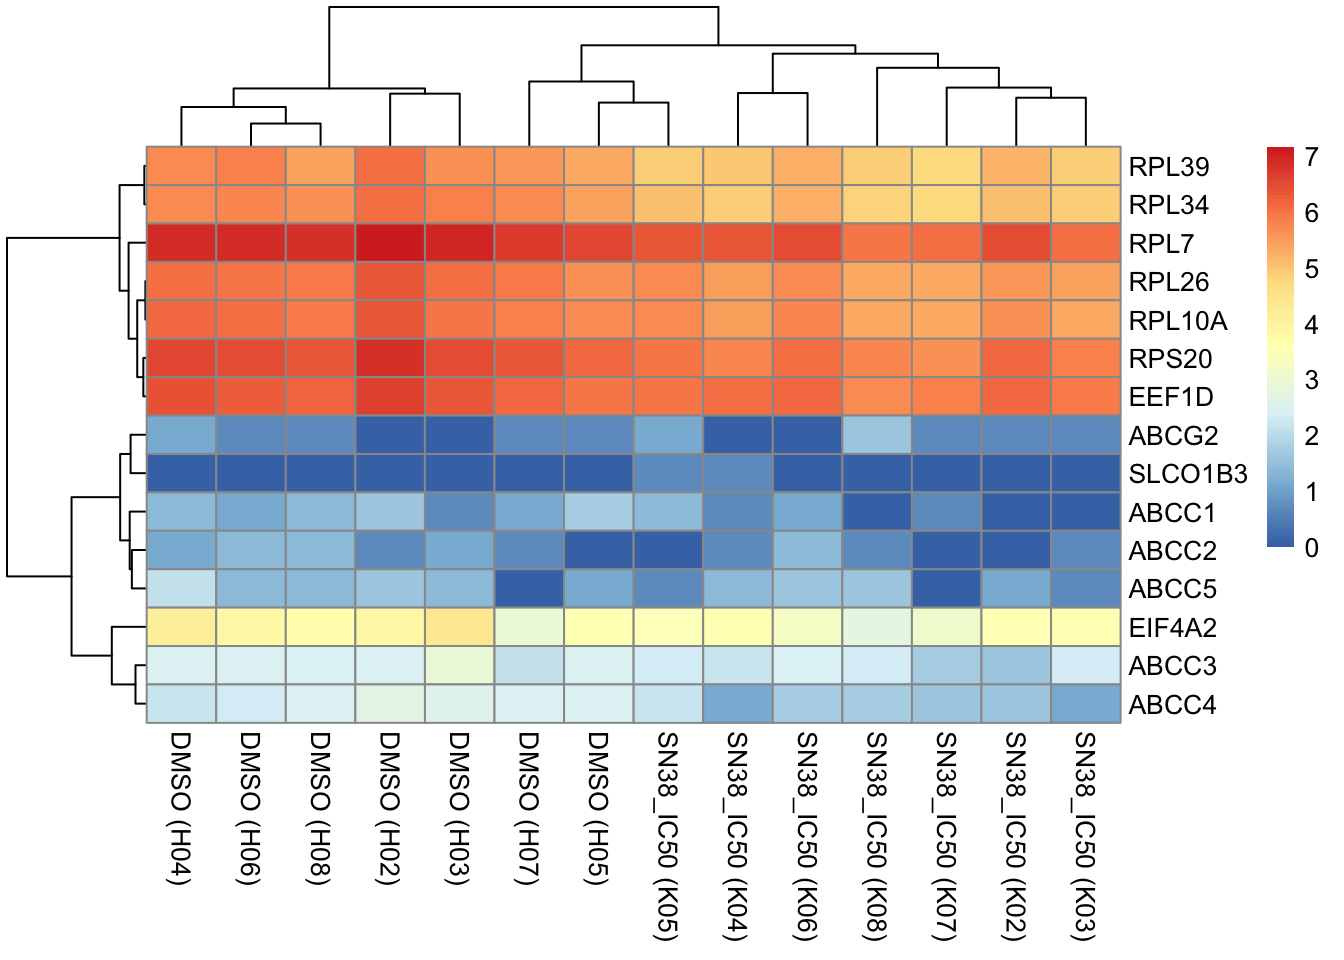 RPL39
RPL34
RPL7
RPL26
RPL10A
RPS20
EEF1D
ABCG2
SLCO1B3
ABCC1
ABCC2
ABCC5
EIF4A2
ABCC3
ABCC4
7
6
5
4
3
2
1
0
DMSO (H04)
DMSO (H06)
DMSO (H08)
DMSO (H02)
DMSO (H03)
DMSO (H07)
DMSO (H05)
SN38_IC50 (K05)
SN38_IC50 (K04)
SN38_IC50 (K06)
SN38_IC50 (K08)
SN38_IC50 (K07)
SN38_IC50 (K02)
SN38_IC50 (K03)